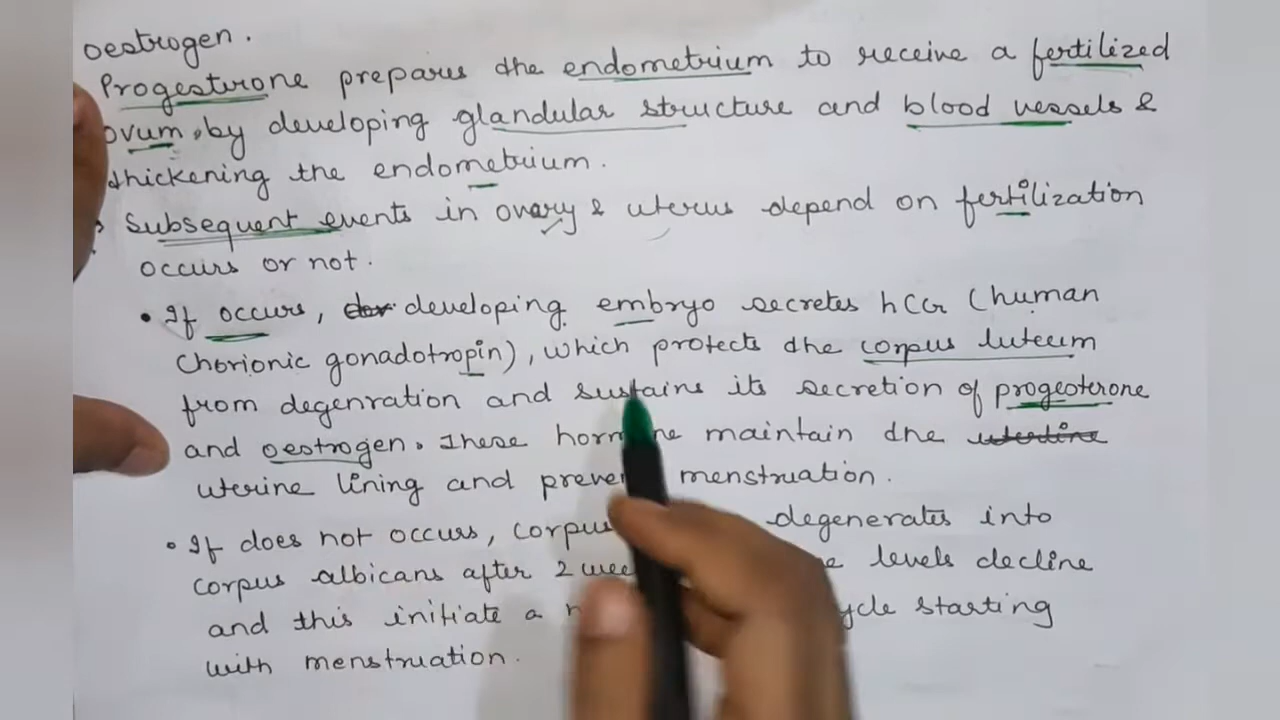 oestrogen.
Progesterone prepares the endometrium to receive a fertilized
ovum, by developing glandular structure and blood vessels &
thickening the endometrium.
Subsequent events in ovary & uterus depend on fertilization
occurs or not.
• If occurs, developing embryo secretes hCG (human
Chorionic gonadotropin), which protects the corpus luteum
from degenration and sustains its secretion of progesterone
and oestrogen. These hormone maintain the
uterine lining and menstruation.
• If does not occurs, degenerates into
corpus albicans after 2 levels decline
and this initiate a starting
with menstruation.